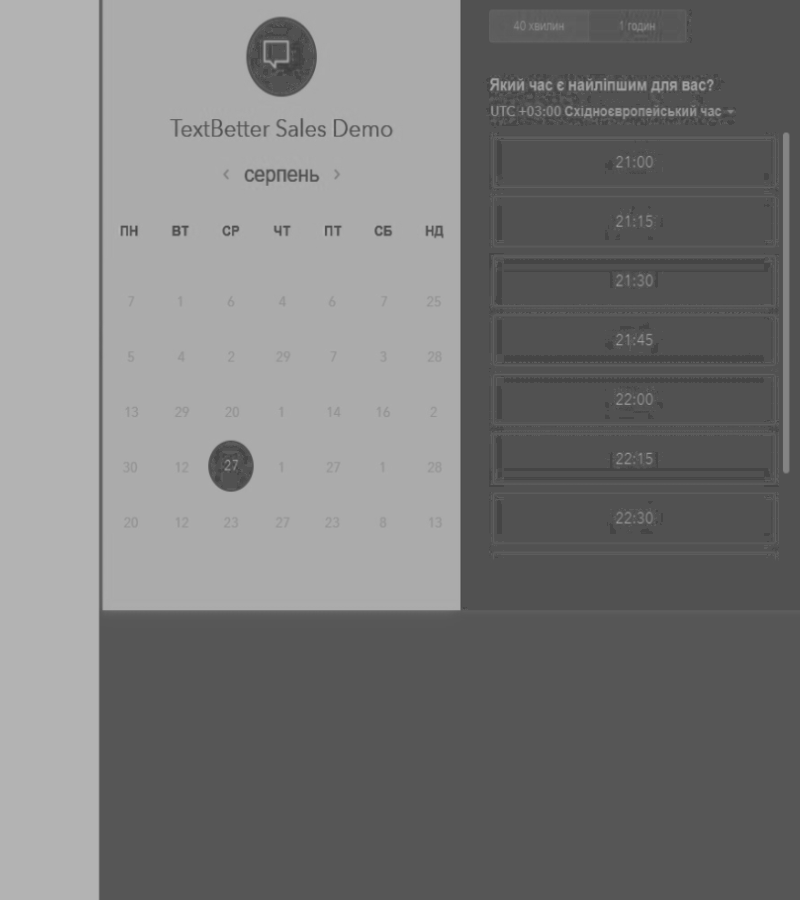 TextBetter Sales Demo
‹ серпень ›
ПН ВТ СР ЧТ ПТ СБ НД
7 1 6 4 6 7 25
5 4 2 29 7 3 28
13 29 20 1 14 16 2
30 12 27 1 27 1 28
20 12 23 27 23 8 13
40 хвилин 1 годин
Який час є найліпшим для вас?
UTC +03:00 Східноєвропейський час
21:00
21:15
21:30
21:45
22:00
22:15
22:30